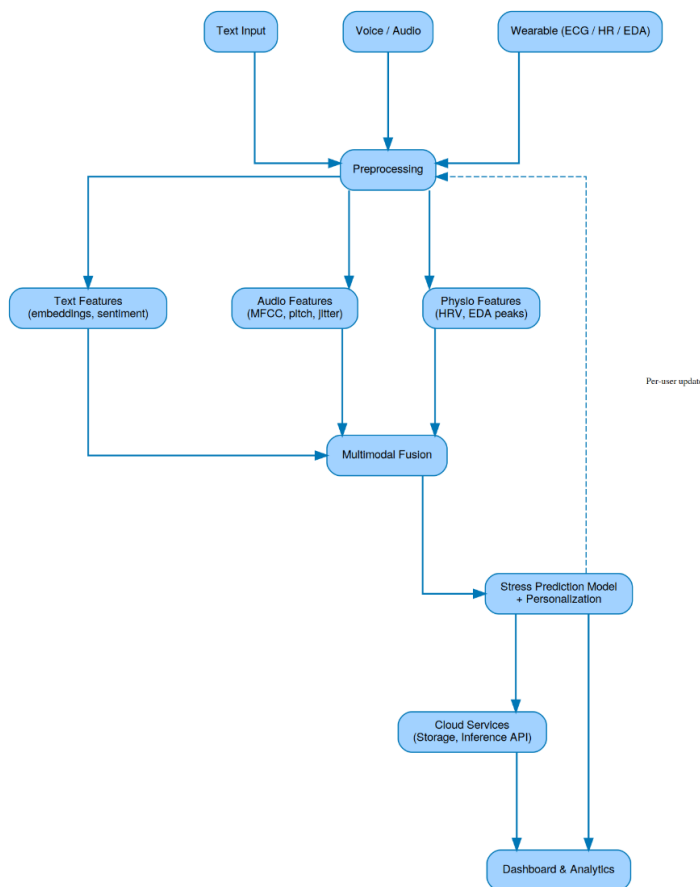 Text Input
Voice / Audio
Wearable (ECG / HR / EDA)
Preprocessing
Text Features
(embeddings, sentiment)
Audio Features
(MFCC, pitch, jitter)
Physio Features
(HRV, EDA peaks)
Per-user update
Multimodal Fusion
Stress Prediction Model
+ Personalization
Cloud Services
(Storage, Inference API)
Dashboard & Analytics